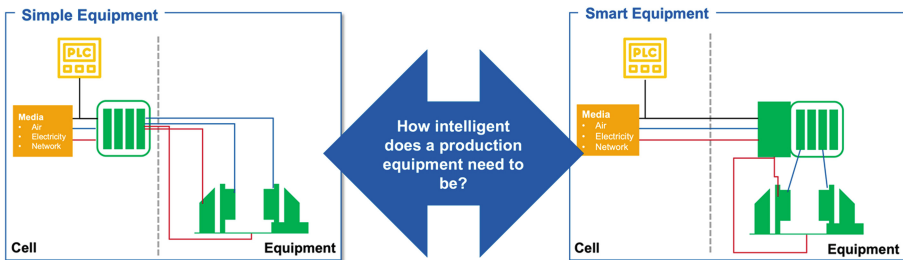 Simple Equipment
PLC
Media
• Air
• Electricity
• Network
Cell
Equipment
How intelligent
does a production
equipment need to
be?
Smart Equipment
PLC
Media
• Air
• Electricity
• Network
Cell
Equipment